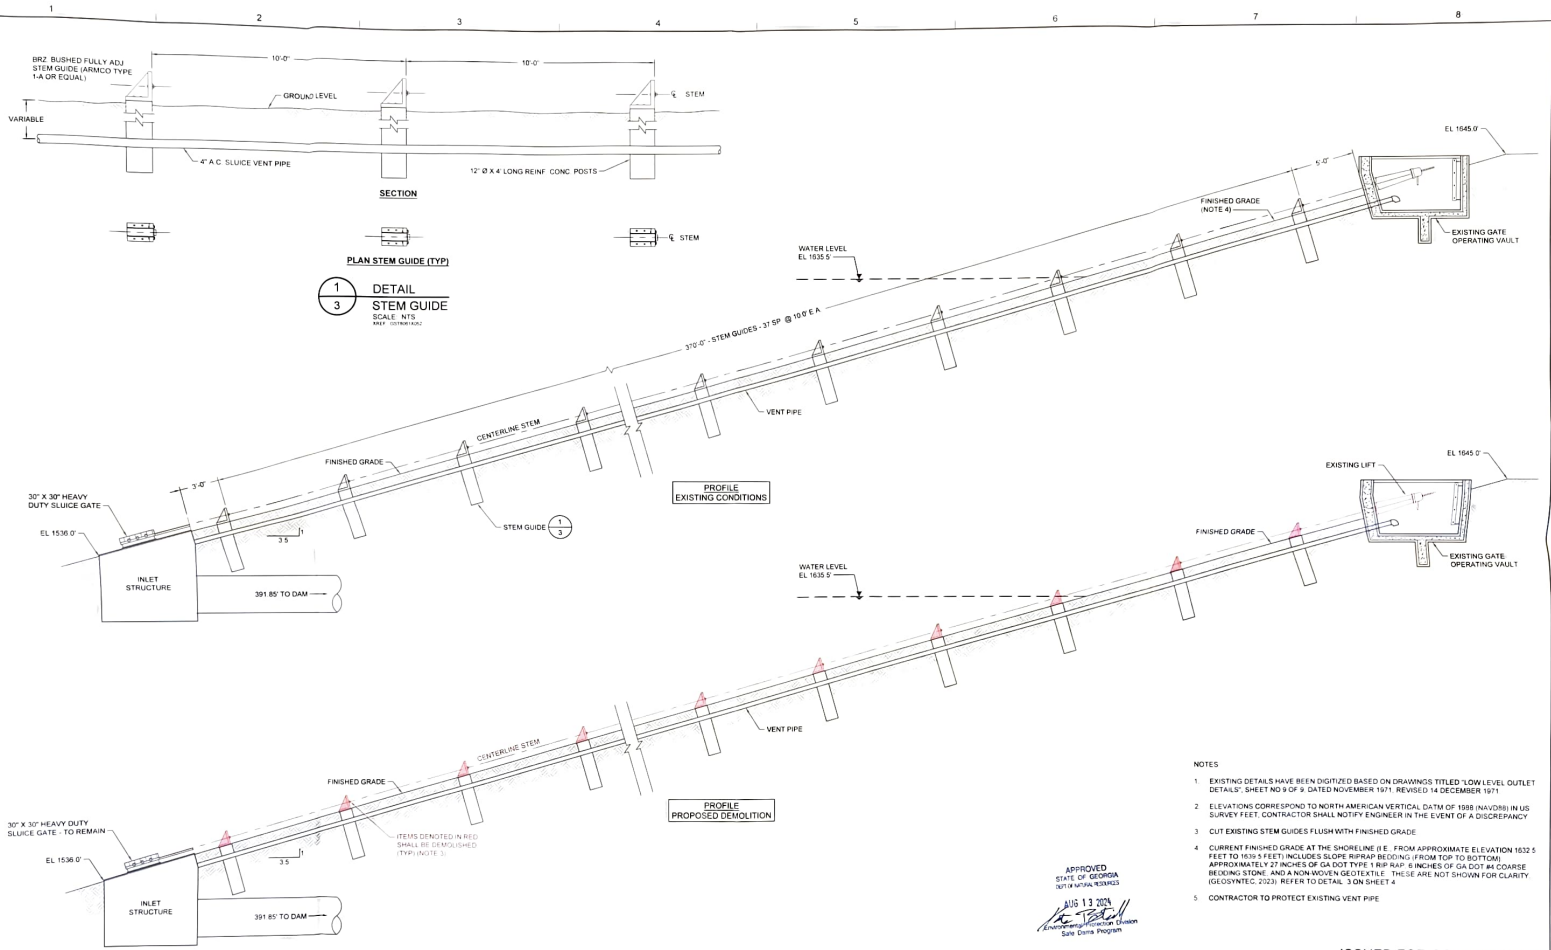 1 2 3 4 5 6 7 8
BRZ BUSHED FULLY ADJ
STEM GUIDE (ARMCO TYPE
1-A OR EQUAL)
10'-0"
10'-0"
GROUND LEVEL
℄ STEM
VARIABLE
4" A.C. SLUICE VENT PIPE
12" Ø X 4' LONG REINF. CONC. POSTS
SECTION
℄ STEM
PLAN STEM GUIDE (TYP)
1
3
DETAIL
STEM GUIDE
SCALE: NTS
EL 1645.0'
5'-0"
FINISHED GRADE
(NOTE 4)
EXISTING GATE
OPERATING VAULT
WATER LEVEL
EL 1635.5'
370'-0" - STEM GUIDES - 37 SP @ 10.0' E.A
VENT PIPE
CENTERLINE STEM
FINISHED GRADE
3'-0"
30" X 30" HEAVY
DUTY SLUICE GATE
EL 1536.0'
1
3.5
STEM GUIDE
1
3
INLET
STRUCTURE
391.85' TO DAM
PROFILE
EXISTING CONDITIONS
EXISTING LIFT
EL 1645.0'
FINISHED GRADE
EXISTING GATE
OPERATING VAULT
WATER LEVEL
EL 1635.5'
VENT PIPE
CENTERLINE STEM
FINISHED GRADE
PROFILE
PROPOSED DEMOLITION
30" X 30" HEAVY DUTY
SLUICE GATE - TO REMAIN
EL 1536.0'
1
3.5
ITEMS DENOTED IN RED
SHALL BE DEMOLISHED
(TYP) (NOTE 3)
INLET
STRUCTURE
391.85' TO DAM
APPROVED
STATE OF GEORGIA
DEPT OF NATURAL RESOURCES
AUG 13 2024
Environmental Protection Division
Safe Dams Program
NOTES
1. EXISTING DETAILS HAVE BEEN DIGITIZED BASED ON DRAWINGS TITLED "LOW LEVEL OUTLET
DETAILS", SHEET NO 9 OF 9, DATED NOVEMBER 1971, REVISED 14 DECEMBER 1971
2. ELEVATIONS CORRESPOND TO NORTH AMERICAN VERTICAL DATM OF 1988 (NAVD88) IN US
SURVEY FEET, CONTRACTOR SHALL NOTIFY ENGINEER IN THE EVENT OF A DISCREPANCY
3. CUT EXISTING STEM GUIDES FLUSH WITH FINISHED GRADE
4. CURRENT FINISHED GRADE AT THE SHORELINE (I.E., FROM APPROXIMATE ELEVATION 1632.5
FEET TO 1639.5 FEET) INCLUDES SLOPE RIPRAP BEDDING (FROM TOP TO BOTTOM)
APPROXIMATELY 27 INCHES OF GA DOT TYPE 1 RIP RAP, 6 INCHES OF GA DOT #4 COARSE
BEDDING STONE, AND A NON-WOVEN GEOTEXTILE. THESE ARE NOT SHOWN FOR CLARITY.
(GEOSYNTEC, 2023) REFER TO DETAIL 3 ON SHEET 4
5. CONTRACTOR TO PROTECT EXISTING VENT PIPE